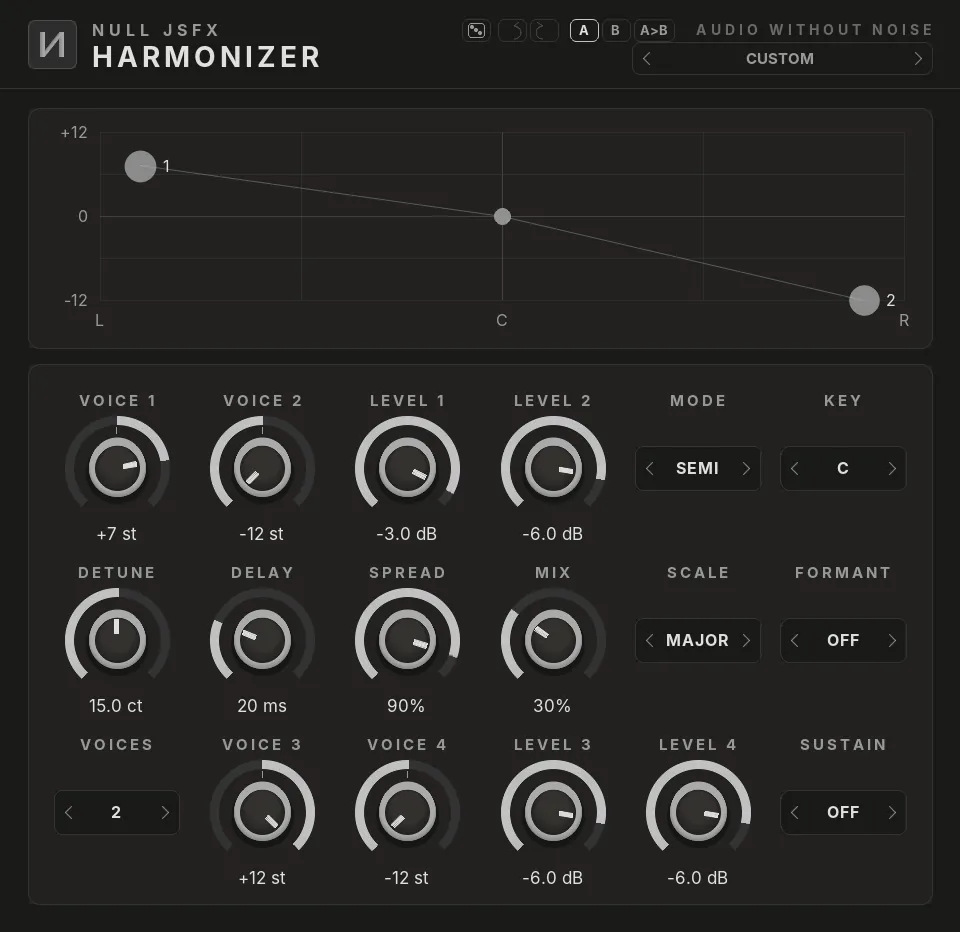 NULL JSFX
HARMONIZER
A B A>B AUDIO WITHOUT NOISE
CUSTOM
+12
1
0
-12
2
L C R
VOICE 1 VOICE 2 LEVEL 1 LEVEL 2 MODE KEY
SEMI C
+7 st -12 st -3.0 dB -6.0 dB
DETUNE DELAY SPREAD MIX SCALE FORMANT
MAJOR OFF
15.0 ct 20 ms 90% 30%
VOICES VOICE 3 VOICE 4 LEVEL 3 LEVEL 4 SUSTAIN
2 OFF
+12 st -12 st -6.0 dB -6.0 dB